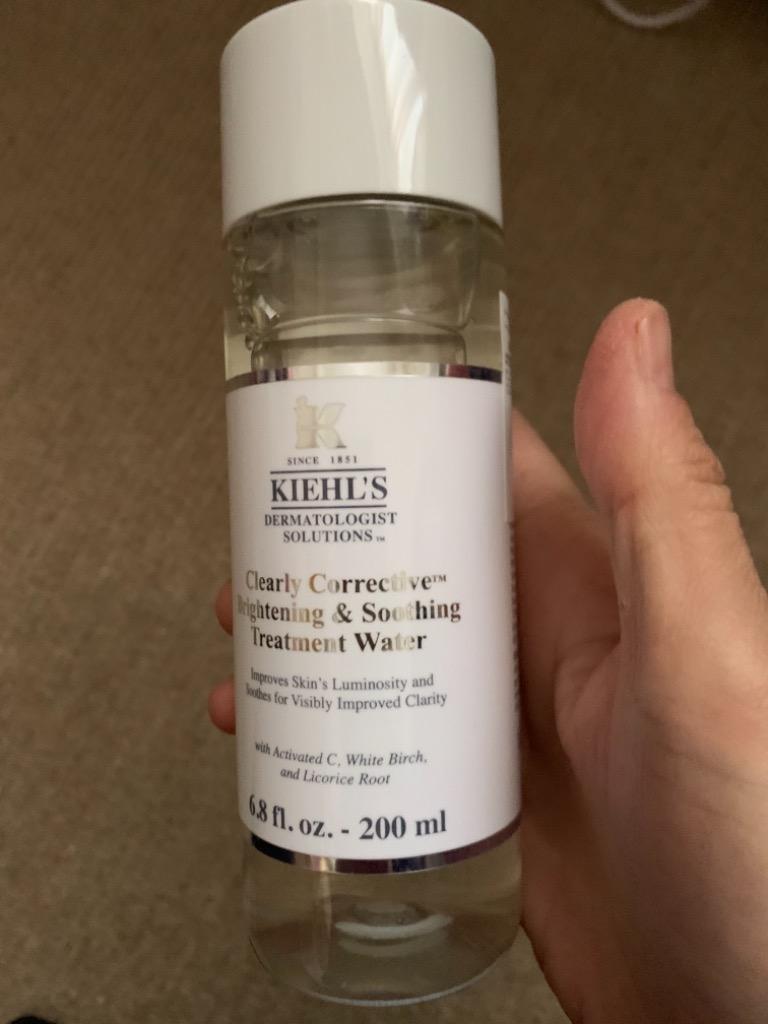 K
SINCE 1851
KIEHL'S
DERMATOLOGIST
SOLUTIONS™
Clearly Corrective™
Brightening & Soothing
Treatment Water
Improves Skin's Luminosity and
Soothes for Visibly Improved Clarity
with Activated C, White Birch,
and Licorice Root
6.8 fl. oz. - 200 ml